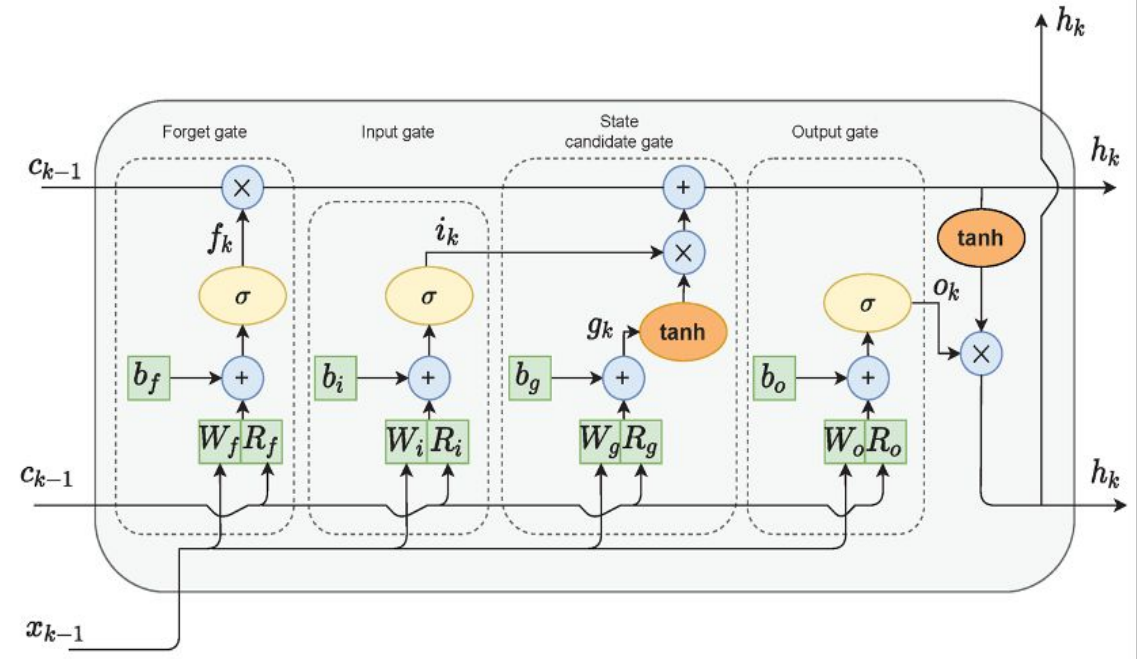 h_k
Forget gate
Input gate
State
candidate gate
Output gate
c_{k-1}
h_k
×
+
f_k
i_k
×
tanh
σ
σ
σ
o_k
g_k
tanh
×
b_f
+
b_i
+
b_g
+
b_o
+
W_f R_f
W_i R_i
W_g R_g
W_o R_o
c_{k-1}
h_k
x_{k-1}